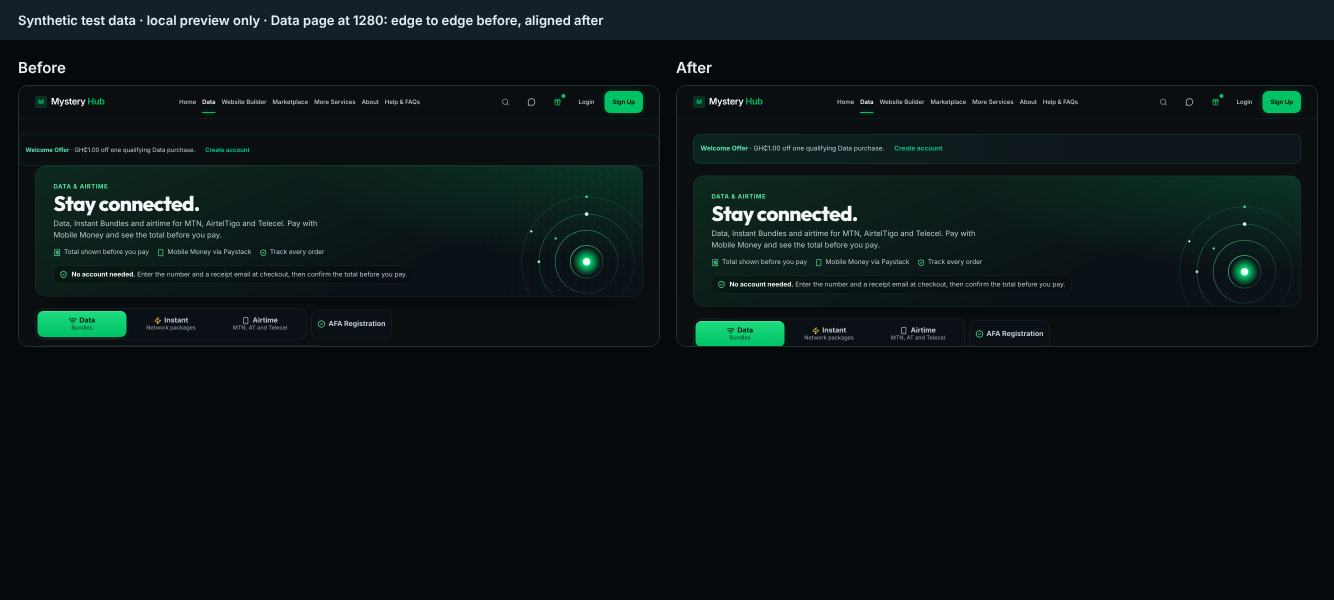 Synthetic test data · local preview only · Data page at 1280: edge to edge before, aligned after
Before
M Mystery Hub Home Data Website Builder Marketplace More Services About Help & FAQs Login Sign Up
Welcome Offer · GH₵1.00 off one qualifying Data purchase. Create account
DATA & AIRTIME
Stay connected.
Data, Instant Bundles and airtime for MTN, AirtelTigo and Telecel. Pay with
Mobile Money and see the total before you pay.
Total shown before you pay Mobile Money via Paystack Track every order
No account needed. Enter the number and a receipt email at checkout, then confirm the total before you pay.
Data Instant Airtime AFA Registration
Bundles Network packages MTN, AT and Telecel
After
M Mystery Hub Home Data Website Builder Marketplace More Services About Help & FAQs Login Sign Up
Welcome Offer · GH₵1.00 off one qualifying Data purchase. Create account
DATA & AIRTIME
Stay connected.
Data, Instant Bundles and airtime for MTN, AirtelTigo and Telecel. Pay with
Mobile Money and see the total before you pay.
Total shown before you pay Mobile Money via Paystack Track every order
No account needed. Enter the number and a receipt email at checkout, then confirm the total before you pay.
Data Instant Airtime AFA Registration
Bundles Network packages MTN, AT and Telecel